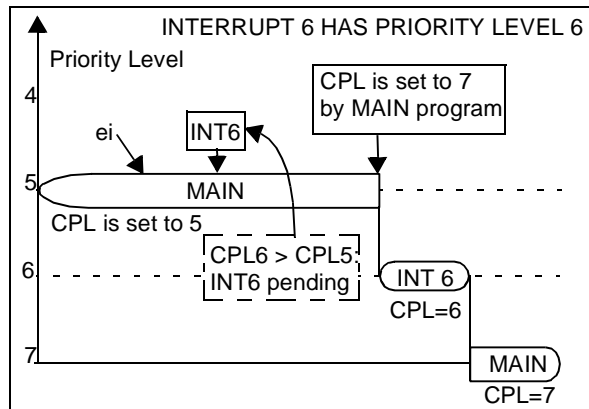 INTERRUPT 6 HAS PRIORITY LEVEL 6
Priority Level
CPL is set to 7
by MAIN program
4
ei
INT6
5
MAIN
CPL is set to 5
CPL6 > CPL5:
INT6 pending
6
INT 6
CPL=6
7
MAIN
CPL=7